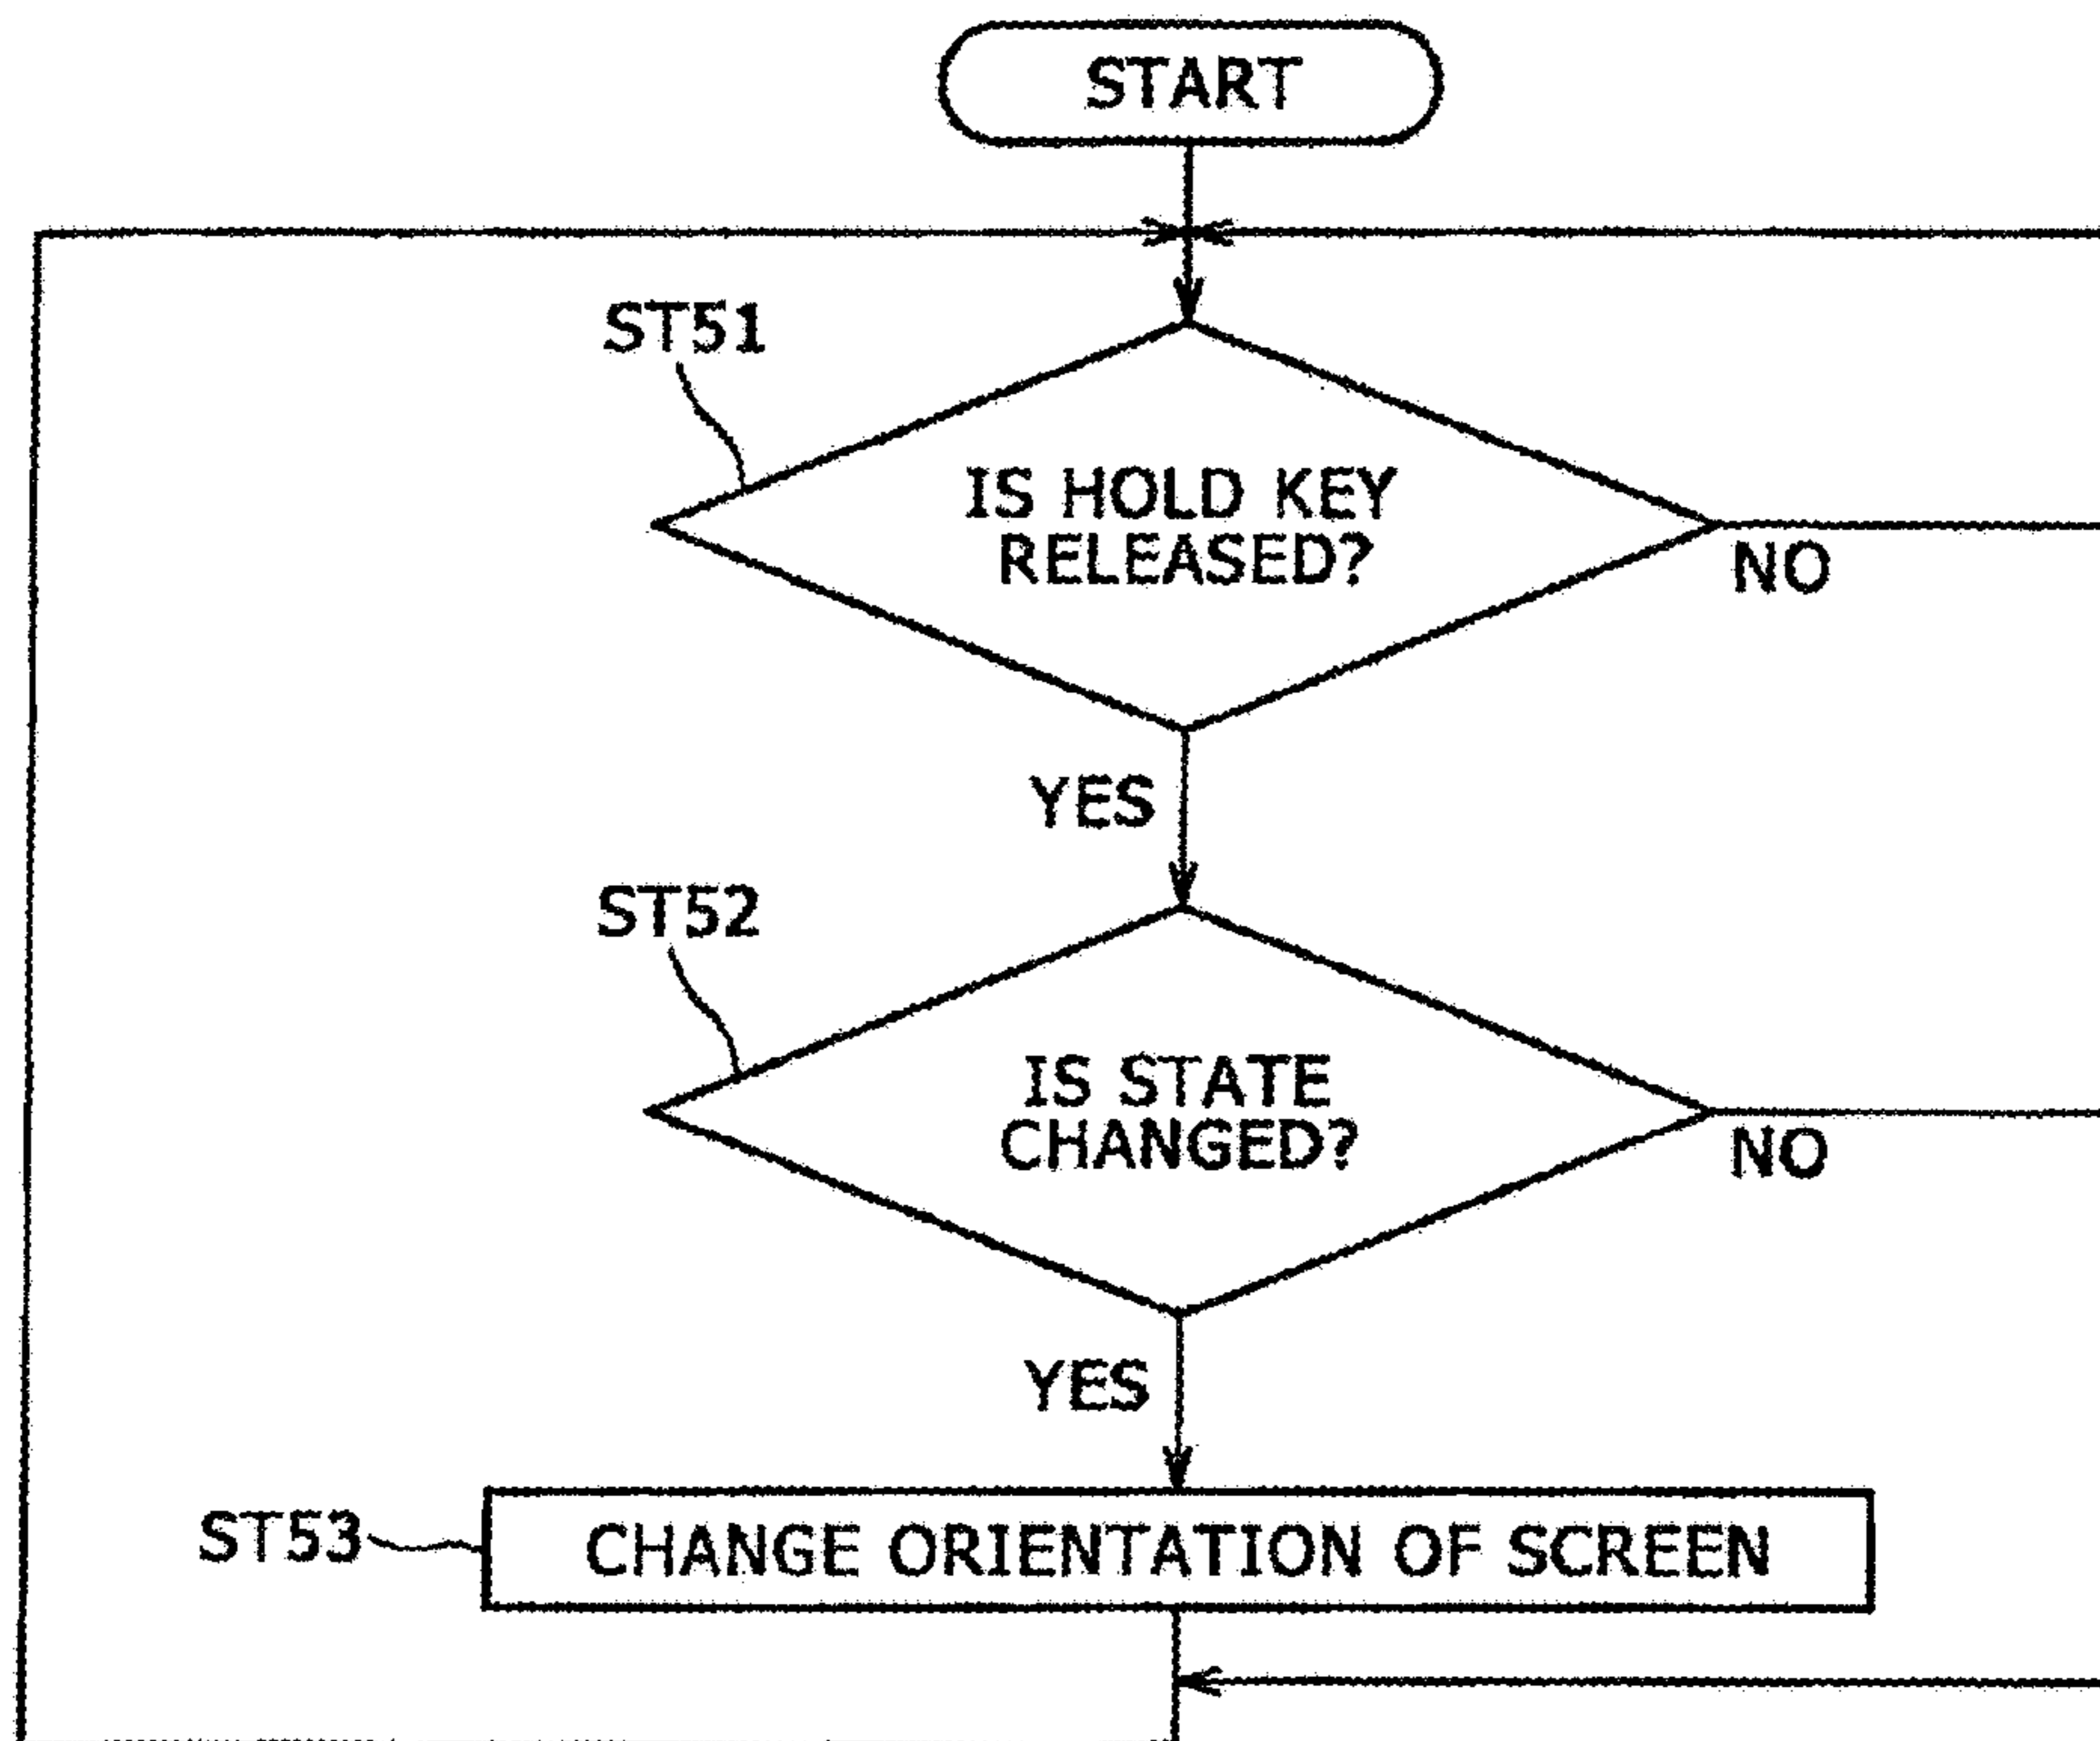 START
ST51
IS HOLD KEY
RELEASED?
NO
YES
ST52
IS STATE
CHANGED?
NO
YES
ST53
CHANGE ORIENTATION OF SCREEN